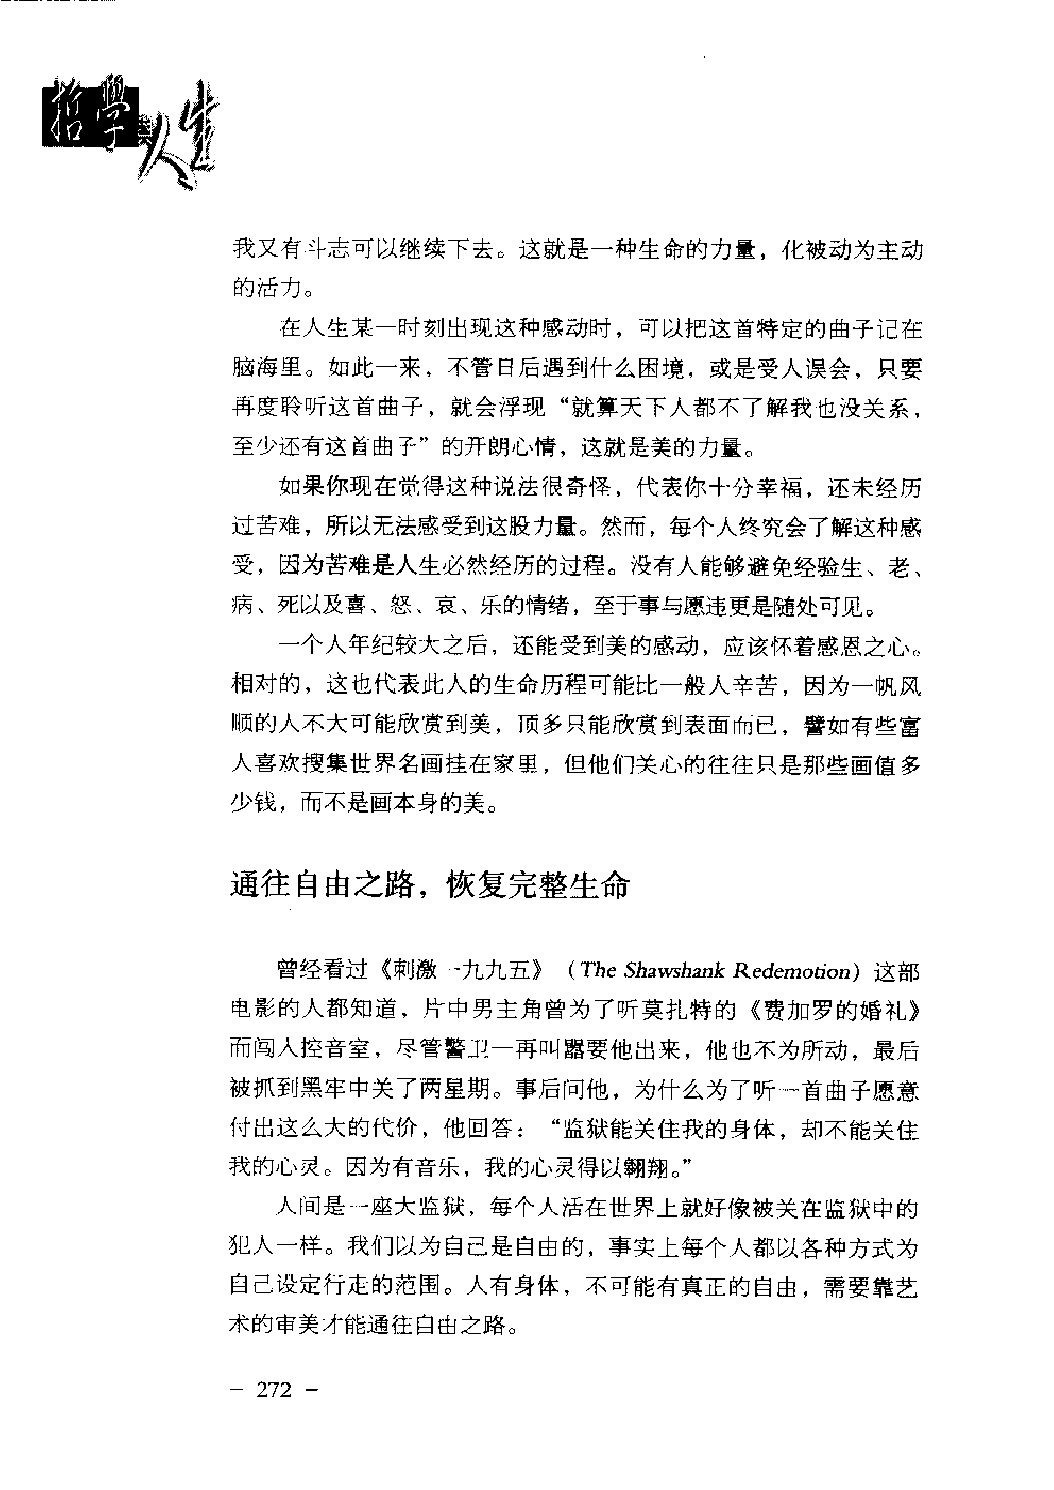 哲學與人生
我又有斗志可以继续下去。这就是一种生命的力量，化被动为主动
的活力。
在人生某一时刻出现这种感动时，可以把这首特定的曲子记在
脑海里。如此一来，不管日后遇到什么困境，或是受人误会，只要
再度聆听这首曲子，就会浮现“就算天下人都不了解我也没关系，
至少还有这首曲子”的开朗心情，这就是美的力量。
如果你现在觉得这种说法很奇怪，代表你十分幸福，还未经历
过苦难，所以无法感受到这股力量。然而，每个人终究会了解这种感
受，因为苦难是人生必然经历的过程。没有人能够避免经验生、老、
病、死以及喜、怒、哀、乐的情绪，至于事与愿违更是随处可见。
一个人年纪较大之后，还能受到美的感动，应该怀着感恩之心。
相对的，这也代表此人的生命历程可能比一般人辛苦，因为一帆风
顺的人不大可能欣赏到美，顶多只能欣赏到表面而已，譬如有些富
人喜欢搜集世界名画挂在家里，但他们关心的往往只是那些画值多
少钱，而不是画本身的美。
通往自由之路，恢复完整生命
曾经看过《刺激一九九五》（The Shawshank Redemotion）这部
电影的人都知道，片中男主角曾为了听莫扎特的《费加罗的婚礼》
而闯入控音室，尽管警卫一再叫嚣要他出来，他也不为所动，最后
被抓到黑牢中关了两星期。事后问他，为什么为了听一首曲子愿意
付出这么大的代价，他回答：“监狱能关住我的身体，却不能关住
我的心灵。因为有音乐，我的心灵得以翱翔。”
人间是一座大监狱，每个人活在世界上就好像被关在监狱中的
犯人一样。我们以为自己是自由的，事实上每个人都以各种方式为
自己设定行走的范围。人有身体，不可能有真正的自由，需要靠艺
术的审美才能通往自由之路。
- 272 -